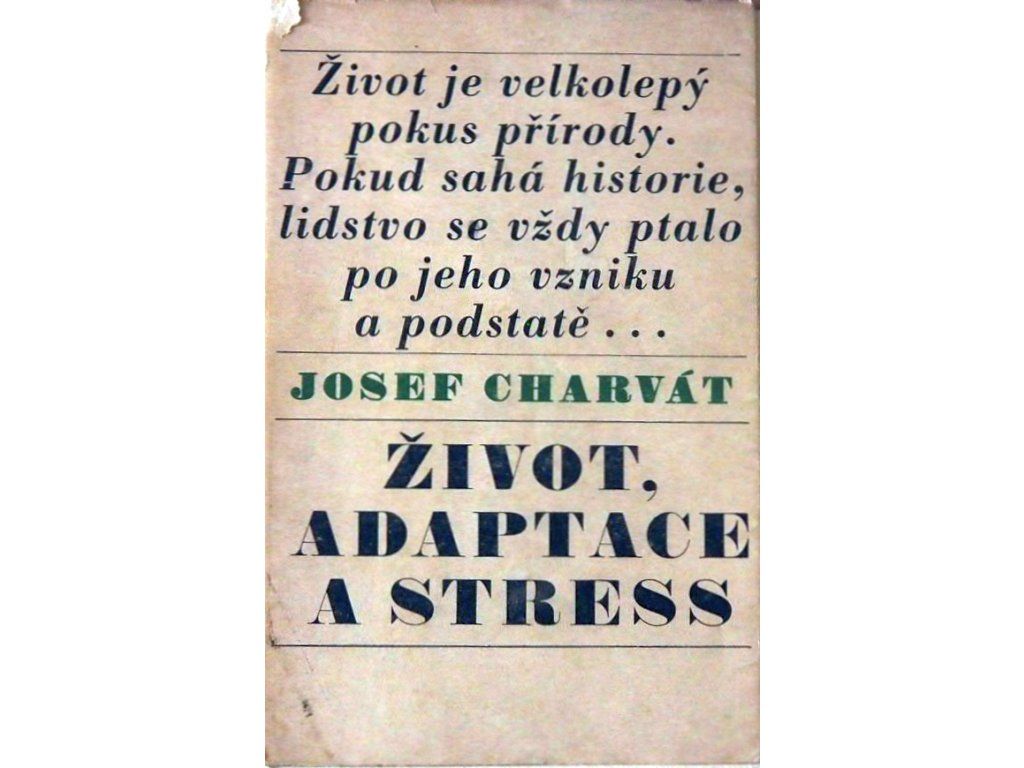 Život je velkolepý
pokus přírody.
Pokud sahá historie,
lidstvo se vždy ptalo
po jeho vzniku
a podstatě...
JOSEF CHARVÁT
ŽIVOT,
ADAPTACE
A STRESS